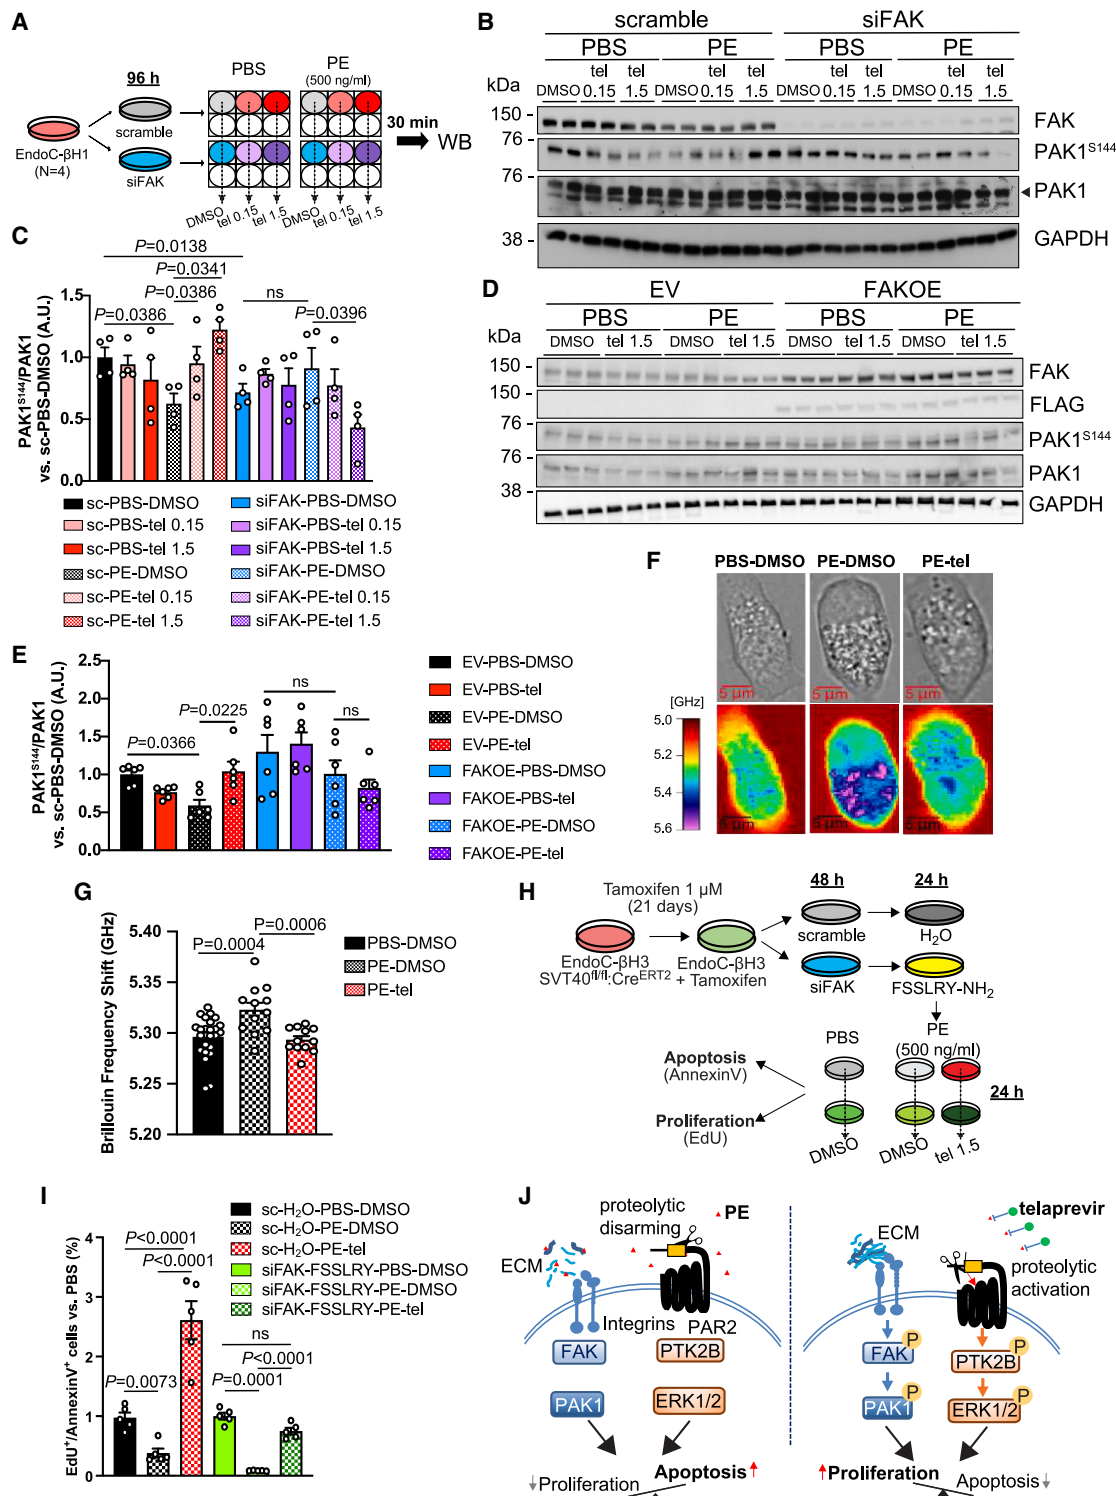 A
96 h
PBS
PE
(500 ng/ml)
scramble
EndoC-βH1
(N=4)
siFAK
30 min
WB
DMSO
tel 0.15
tel 1.5
DMSO
tel 0.15
tel 1.5
B
scramble
siFAK
PBS
PE
PBS
PE
kDa
DMSO
tel 0.15
tel 1.5
DMSO
tel 0.15
tel 1.5
DMSO
tel 0.15
tel 1.5
DMSO
tel 0.15
tel 1.5
150
76
76
38
FAK
PAK1S144
PAK1
GAPDH
C
P=0.0138
P=0.0341
P=0.0386
P=0.0386
ns
P=0.0396
PAK1S144/PAK1
vs. sc-PBS-DMSO (A.U.)
1.5
1.0
0.5
0.0
sc-PBS-DMSO
sc-PBS-tel 0.15
sc-PBS-tel 1.5
sc-PE-DMSO
sc-PE-tel 0.15
sc-PE-tel 1.5
siFAK-PBS-DMSO
siFAK-PBS-tel 0.15
siFAK-PBS-tel 1.5
siFAK-PE-DMSO
siFAK-PE-tel 0.15
siFAK-PE-tel 1.5
D
EV
FAKOE
PBS
PE
PBS
PE
kDa
DMSO
tel 1.5
DMSO
tel 1.5
DMSO
tel 1.5
DMSO
tel 1.5
150
150
76
76
38
FAK
FLAG
PAK1S144
PAK1
GAPDH
E
PAK1S144/PAK1
vs. sc-PBS-DMSO (A.U.)
2.5
2.0
1.5
1.0
0.5
0.0
P=0.0366
P=0.0225
ns
ns
EV-PBS-DMSO
EV-PBS-tel
EV-PE-DMSO
EV-PE-tel
FAKOE-PBS-DMSO
FAKOE-PBS-tel
FAKOE-PE-DMSO
FAKOE-PE-tel
F
PBS-DMSO
PE-DMSO
PE-tel
5 µm
5 µm
5 µm
[GHz]
5.0
5.2
5.4
5.6
5 µm
5 µm
5 µm
G
Brillouin Frequency Shift (GHz)
5.40
5.30
5.25
5.20
P=0.0006
P=0.0004
PBS-DMSO
PE-DMSO
PE-tel
H
Tamoxifen 1 µM
(21 days)
48 h
24 h
EndoC-βH3
SVT40fl/fl:CreERT2
EndoC-βH3
+ Tamoxifen
scramble
H2O
siFAK
FSSLRY-NH2
PBS
PE
(500 ng/ml)
Apoptosis
(AnnexinV)
Proliferation
(EdU)
24 h
DMSO
DMSO
tel 1.5
I
EdU+/AnnexinV+ cells vs. PBS (%)
4
3
2
1
0
P<0.0001
P<0.0001
P=0.0073
ns
P<0.0001
P=0.0001
sc-H2O-PBS-DMSO
sc-H2O-PE-DMSO
sc-H2O-PE-tel
siFAK-FSSLRY-PBS-DMSO
siFAK-FSSLRY-PE-DMSO
siFAK-FSSLRY-PE-tel
J
proteolytic
disarming
PE
ECM
Integrins
PAR2
FAK
PTK2B
PAK1
ERK1/2
Proliferation
Apoptosis
telaprevir
ECM
proteolytic
activation
FAK
P
PTK2B
P
PAK1
P
ERK1/2
P
Proliferation
Apoptosis